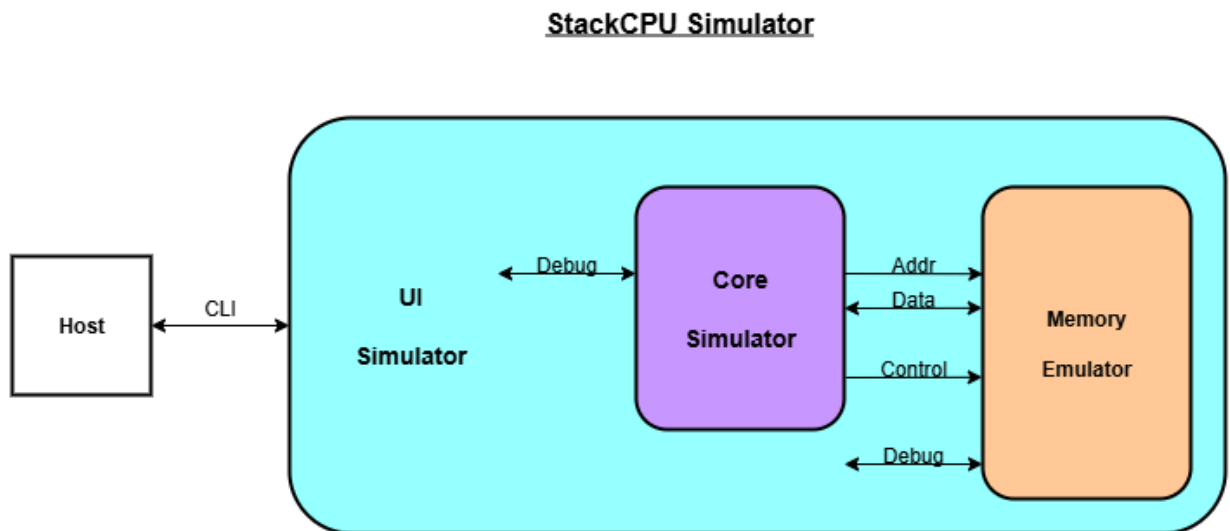 StackCPU Simulator
Host
CLI
UI
Simulator
Debug
Core
Simulator
Addr
Data
Control
Debug
Memory
Emulator